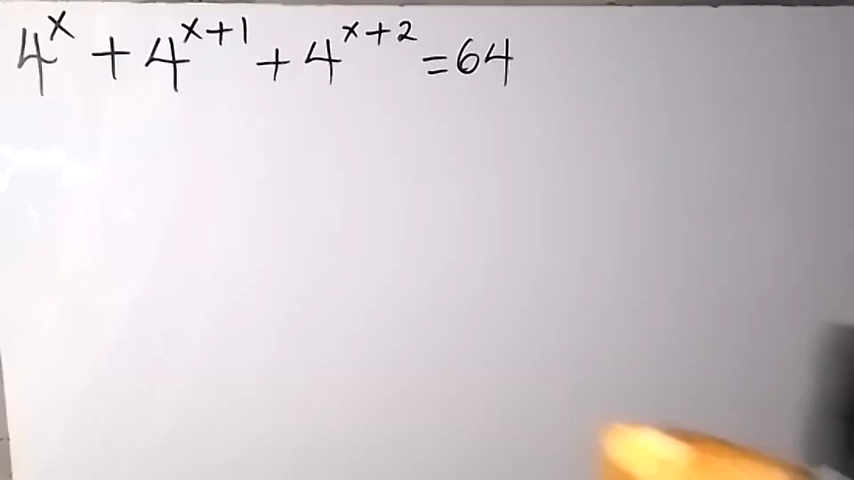 4^x + 4^{x+1} + 4^{x+2} = 64